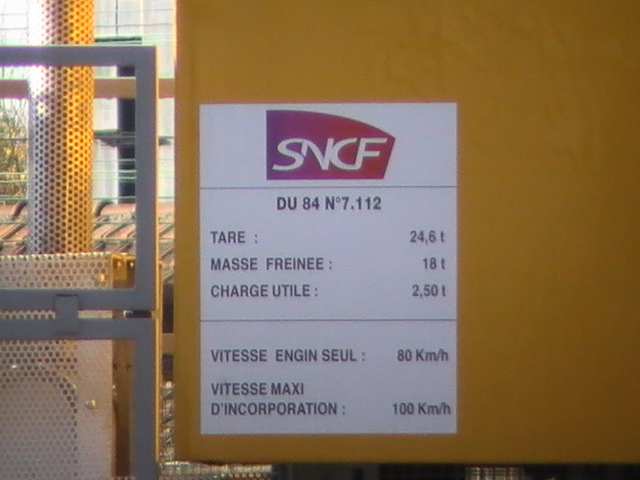 SNCF
DU 84 N°7.112
TARE : 24,6 t
MASSE FREINEE : 18 t
CHARGE UTILE : 2,50 t
VITESSE ENGIN SEUL : 80 Km/h
VITESSE MAXI
D'INCORPORATION : 100 Km/h